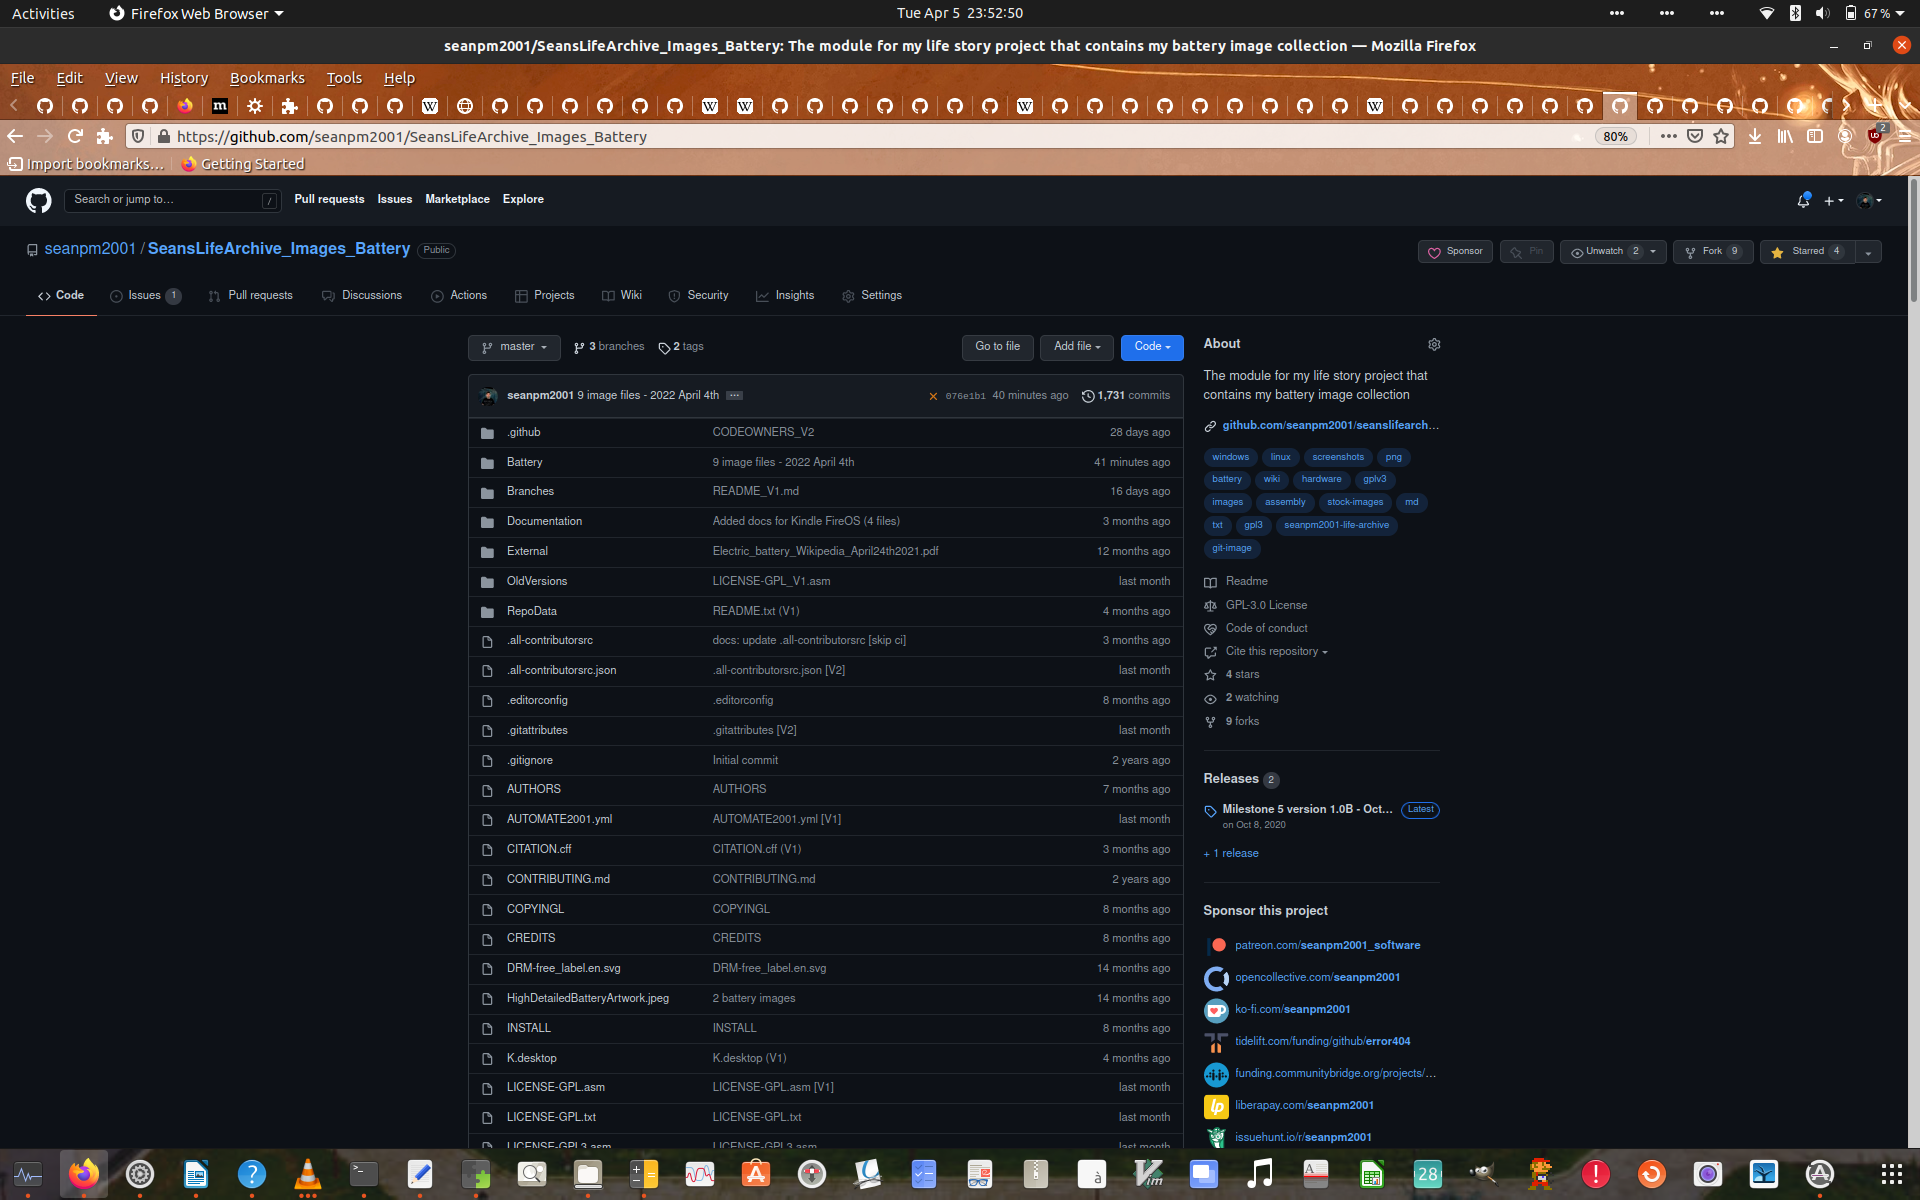 Activities Firefox Web Browser Tue Apr 5 23:52:50 67 %
seanpm2001/SeansLifeArchive_Images_Battery: The module for my life story project that contains my battery image collection — Mozilla Firefox
File Edit View History Bookmarks Tools Help
https://github.com/seanpm2001/SeansLifeArchive_Images_Battery 80% 2
Import bookmarks... Getting Started
Search or jump to... / Pull requests Issues Marketplace Explore
seanpm2001 / SeansLifeArchive_Images_Battery Public Sponsor Pin Unwatch 2 Fork 9 Starred 4
Code Issues 1 Pull requests Discussions Actions Projects Wiki Security Insights Settings
master 3 branches 2 tags Go to file Add file Code
seanpm2001 9 image files - 2022 April 4th 076e1b1 40 minutes ago 1,731 commits
.github CODEOWNERS_V2 28 days ago
Battery 9 image files - 2022 April 4th 41 minutes ago
Branches README_V1.md 16 days ago
Documentation Added docs for Kindle FireOS (4 files) 3 months ago
External Electric_battery_Wikipedia_April24th2021.pdf 12 months ago
OldVersions LICENSE-GPL_V1.asm last month
RepoData README.txt (V1) 4 months ago
.all-contributorsrc docs: update .all-contributorsrc [skip ci] 3 months ago
.all-contributorsrc.json .all-contributorsrc.json [V2] last month
.editorconfig .editorconfig 8 months ago
.gitattributes .gitattributes [V2] last month
.gitignore Initial commit 2 years ago
AUTHORS AUTHORS 7 months ago
AUTOMATE2001.yml AUTOMATE2001.yml [V1] last month
CITATION.cff CITATION.cff (V1) 3 months ago
CONTRIBUTING.md CONTRIBUTING.md 2 years ago
COPYINGL COPYINGL 8 months ago
CREDITS CREDITS 8 months ago
DRM-free_label.en.svg DRM-free_label.en.svg 14 months ago
HighDetailedBatteryArtwork.jpeg 2 battery images 14 months ago
INSTALL INSTALL 8 months ago
K.desktop K.desktop (V1) 4 months ago
LICENSE-GPL.asm LICENSE-GPL.asm [V1] last month
LICENSE-GPL.txt LICENSE-GPL.txt last month
LICENSE-GPL3.asm LICENSE-GPL3.asm last month
About
The module for my life story project that
contains my battery image collection
github.com/seanpm2001/seanslifearch...
windows linux screenshots png
battery wiki hardware gplv3
images assembly stock-images md
txt gpl3 seanpm2001-life-archive
git-image
Readme
GPL-3.0 License
Code of conduct
Cite this repository
4 stars
2 watching
9 forks
Releases 2
Milestone 5 version 1.0B - Oct... Latest
on Oct 8, 2020
+ 1 release
Sponsor this project
patreon.com/seanpm2001_software
opencollective.com/seanpm2001
ko-fi.com/seanpm2001
tidelift.com/funding/github/error404
funding.communitybridge.org/projects/...
liberapay.com/seanpm2001
issuehunt.io/r/seanpm2001
28